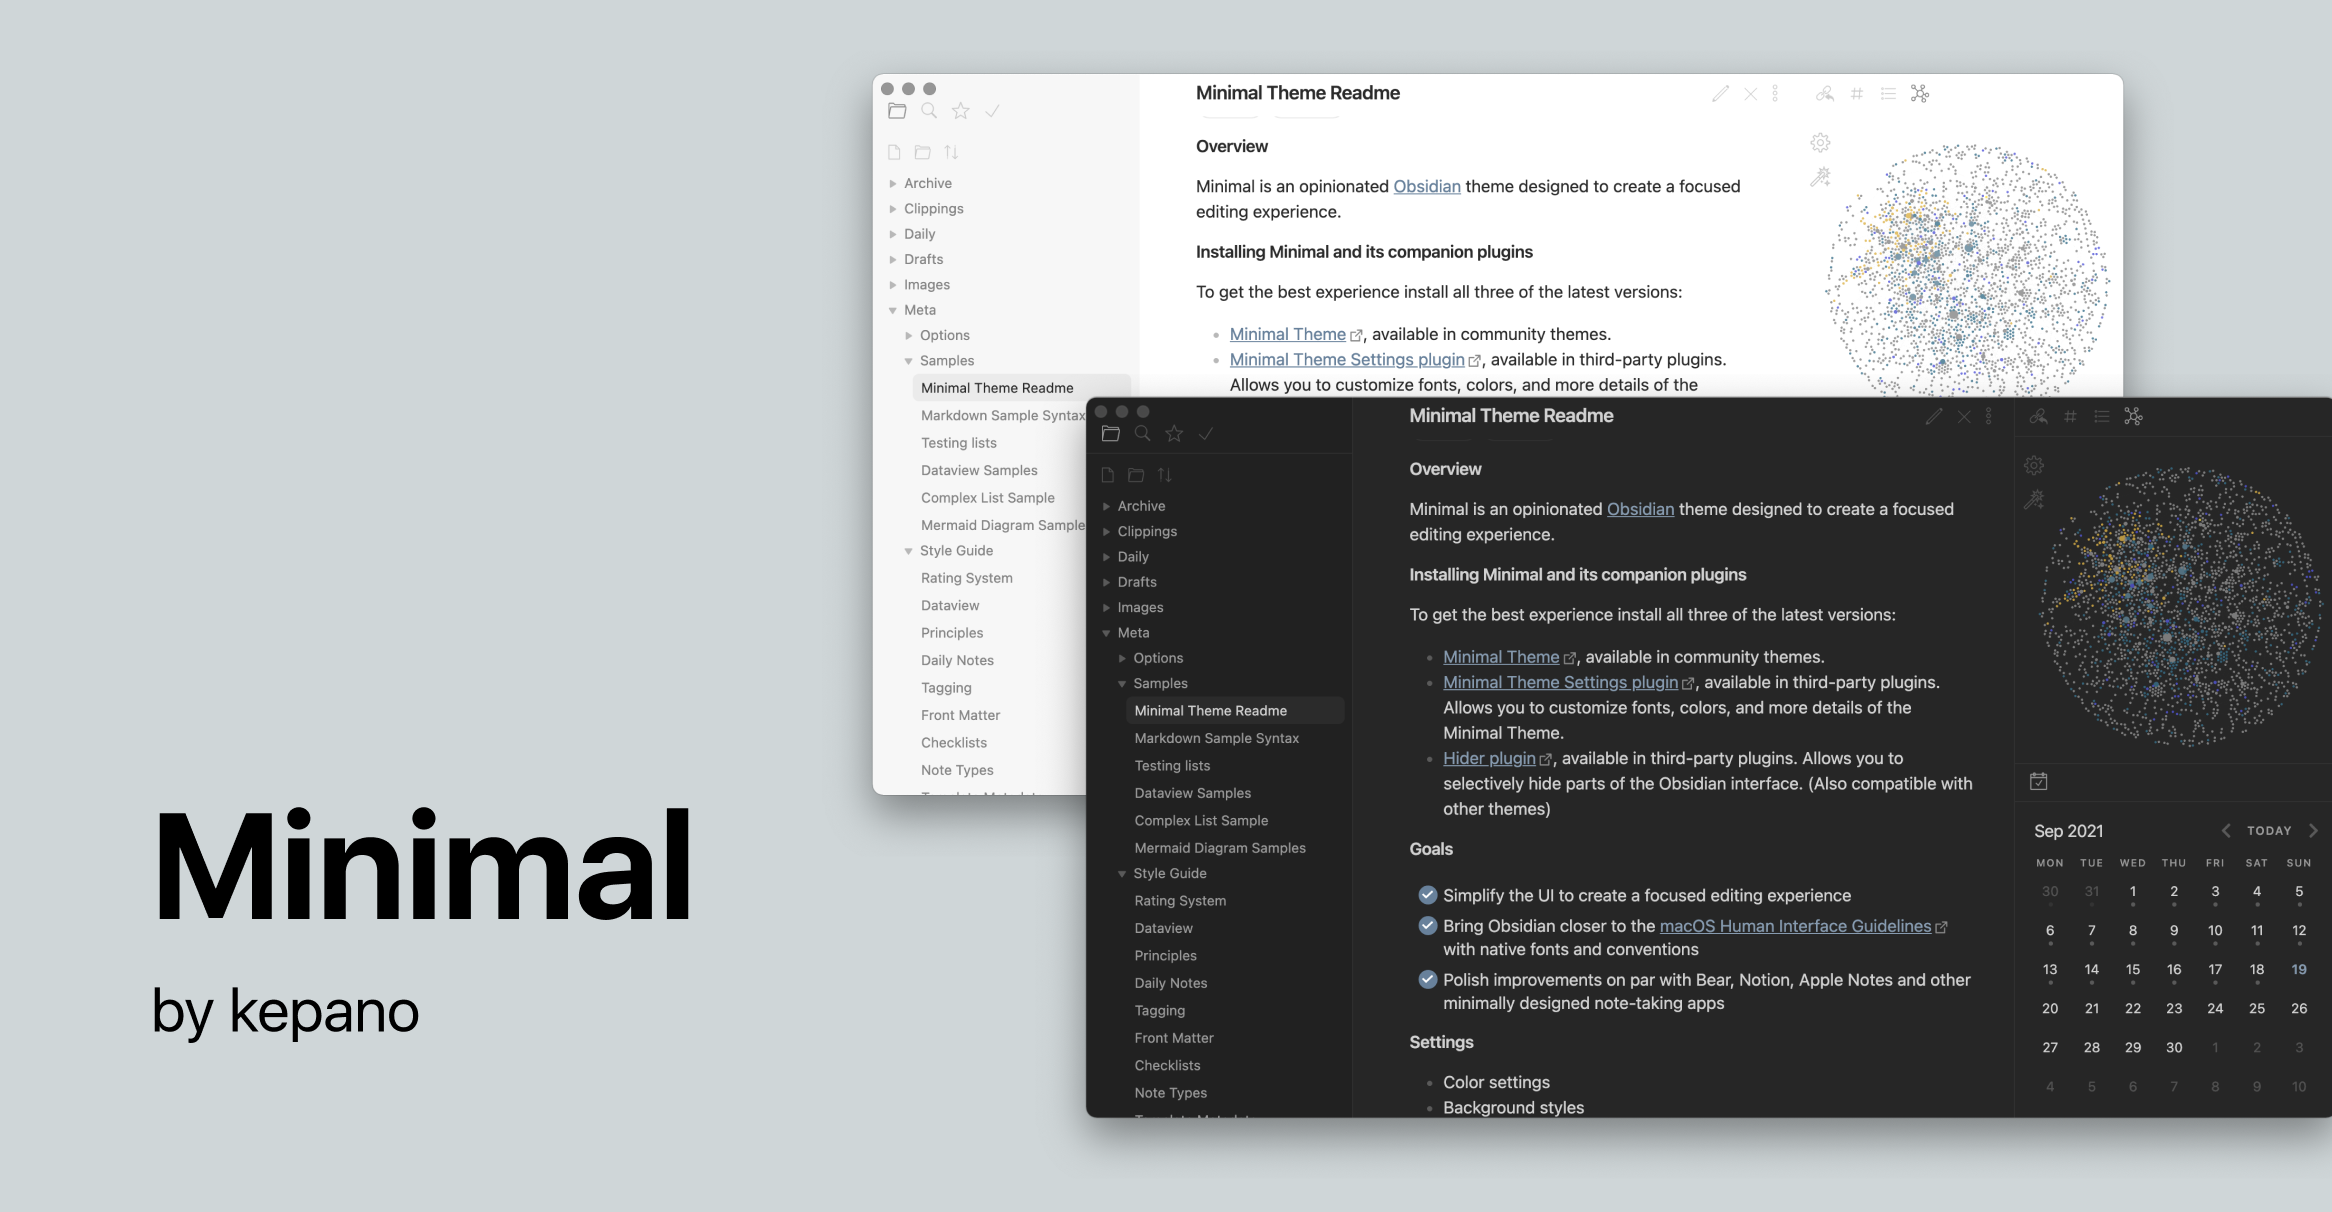 Minimal
by kepano
Minimal Theme Readme
Archive
Clippings
Daily
Drafts
Images
Meta
Options
Samples
Minimal Theme Readme
Markdown Sample Syntax
Testing lists
Dataview Samples
Complex List Sample
Mermaid Diagram Sample
Style Guide
Rating System
Dataview
Principles
Daily Notes
Tagging
Front Matter
Checklists
Note Types
Overview
Minimal is an opinionated Obsidian theme designed to create a focused
editing experience.
Installing Minimal and its companion plugins
To get the best experience install all three of the latest versions:
Minimal Theme, available in community themes.
Minimal Theme Settings plugin, available in third-party plugins.
Allows you to customize fonts, colors, and more details of the
Minimal Theme Readme
Archive
Clippings
Daily
Drafts
Images
Meta
Options
Samples
Minimal Theme Readme
Markdown Sample Syntax
Testing lists
Dataview Samples
Complex List Sample
Mermaid Diagram Samples
Style Guide
Rating System
Dataview
Principles
Daily Notes
Tagging
Front Matter
Checklists
Note Types
Overview
Minimal is an opinionated Obsidian theme designed to create a focused
editing experience.
Installing Minimal and its companion plugins
To get the best experience install all three of the latest versions:
Minimal Theme, available in community themes.
Minimal Theme Settings plugin, available in third-party plugins.
Allows you to customize fonts, colors, and more details of the
Minimal Theme.
Hider plugin, available in third-party plugins. Allows you to
selectively hide parts of the Obsidian interface. (Also compatible with
other themes)
Goals
Simplify the UI to create a focused editing experience
Bring Obsidian closer to the macOS Human Interface Guidelines
with native fonts and conventions
Polish improvements on par with Bear, Notion, Apple Notes and other
minimally designed note-taking apps
Settings
Color settings
Background styles
Sep 2021 TODAY
MON TUE WED THU FRI SAT SUN
30 31 1 2 3 4 5
6 7 8 9 10 11 12
13 14 15 16 17 18 19
20 21 22 23 24 25 26
27 28 29 30 1 2 3
4 5 6 7 8 9 10